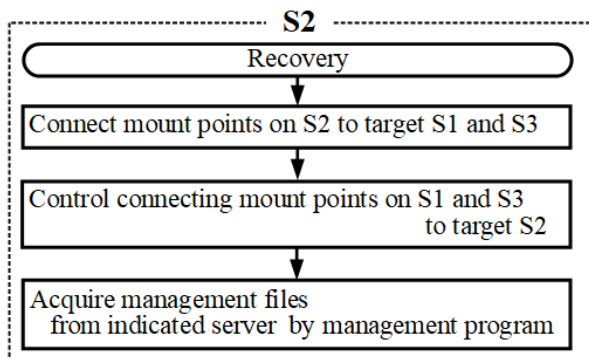 S2
Recovery
Connect mount points on S2 to target S1 and S3
Control connecting mount points on S1 and S3
to target S2
Acquire management files
from indicated server by management program